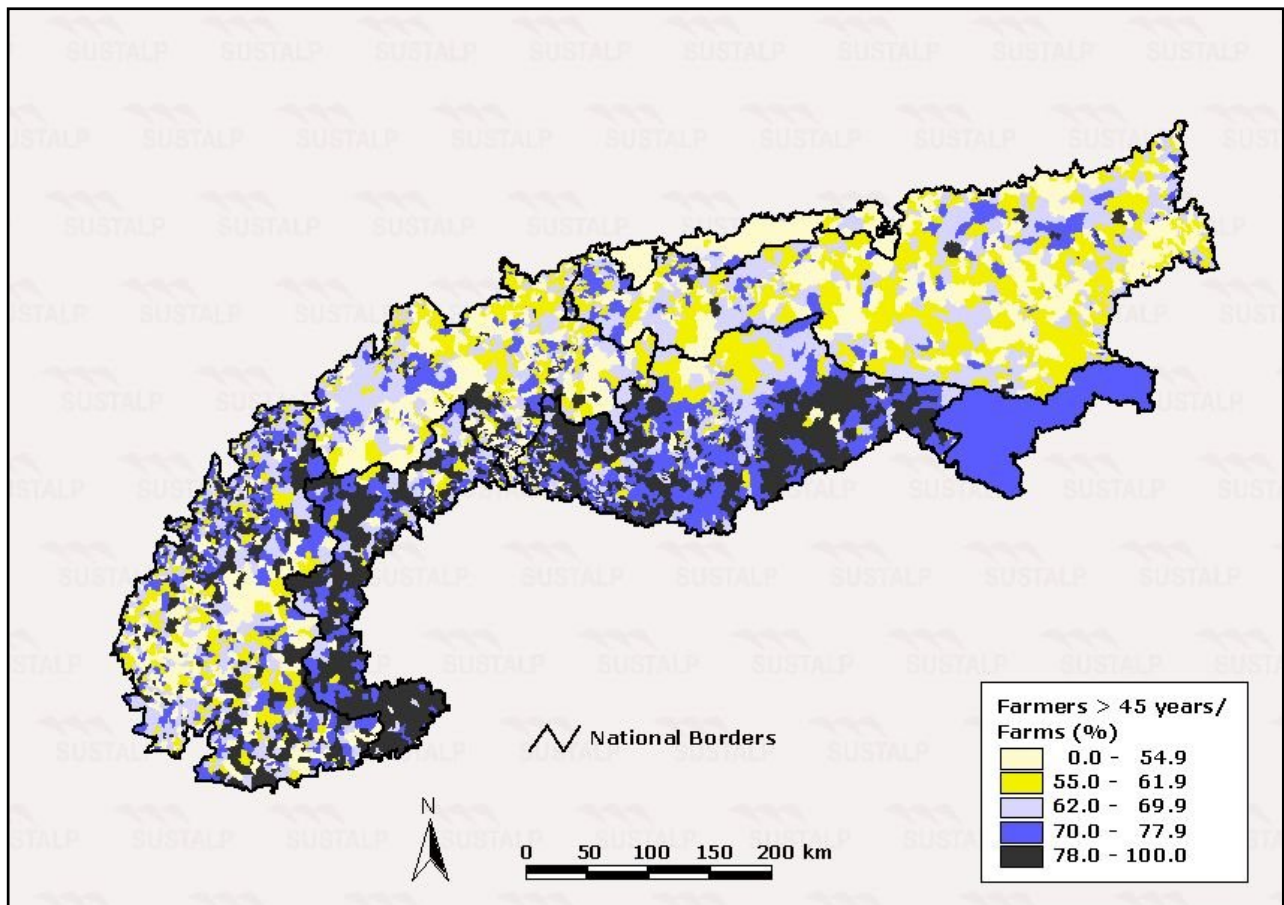 National Borders
N
0 50 100 150 200 km
Farmers > 45 years/
Farms (%)
0.0 - 54.9
55.0 - 61.9
62.0 - 69.9
70.0 - 77.9
78.0 - 100.0
SUSTALP